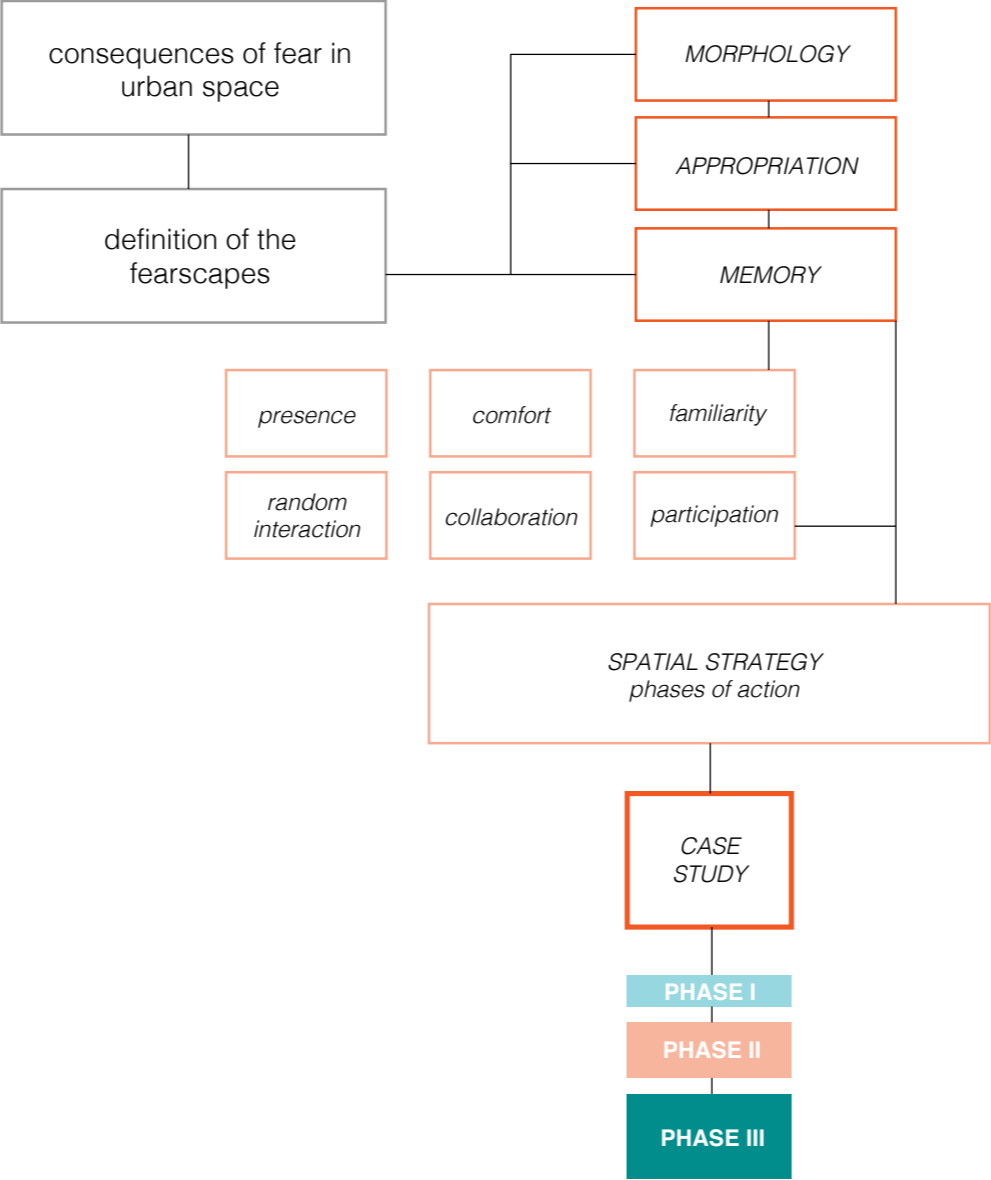 consequences of fear in
urban space
definition of the
fearscapes
MORPHOLOGY
APPROPRIATION
MEMORY
presence
comfort
familiarity
random
interaction
collaboration
participation
SPATIAL STRATEGY
phases of action
CASE
STUDY
PHASE I
PHASE II
PHASE III